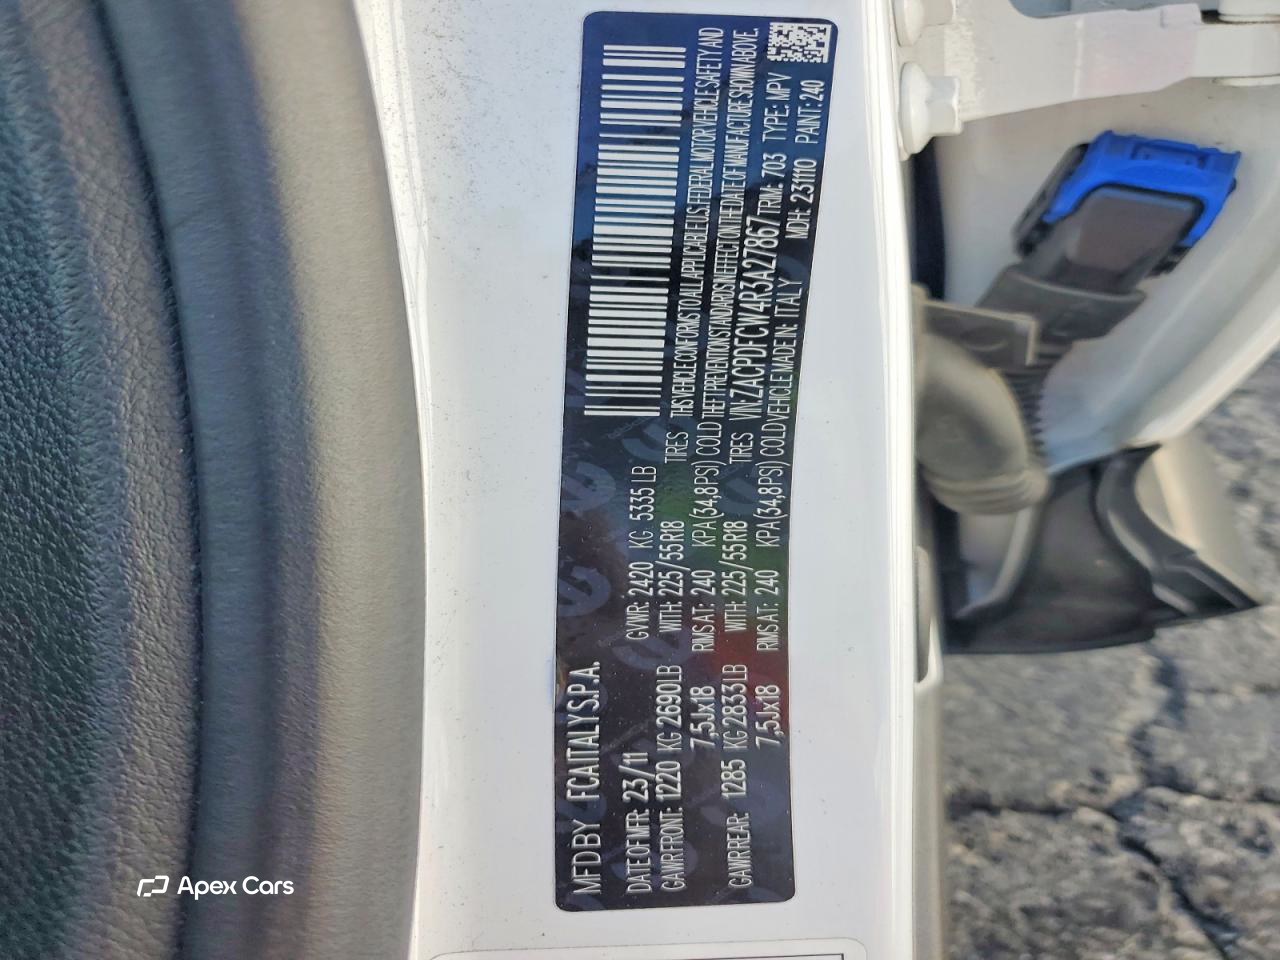 MFD BY FCA ITALY S.P.A.
DATE OF MFR: 23/11 GVWR: 2420 KG 5335 LB
GAWR FRONT: 1220 KG 2690 LB WITH: 225/55R18 TIRES
7,5Jx18 RIMS AT: 240 KPA (34,8PSI) COLD
GAWR REAR: 1285 KG 2833 LB WITH: 225/55R18 TIRES
7,5Jx18 RIMS AT: 240 KPA (34,8PSI) COLD
THIS VEHICLE CONFORMS TO ALL APPLICABLE U.S. FEDERAL MOTOR VEHICLE SAFETY AND
THEFT PREVENTION STANDARDS IN EFFECT ON THE DATE OF MANUFACTURE SHOWN ABOVE.
VIN: ZACPDFCW4R3A27867 TRIM: 703 TYPE: MPV
VEHICLE MADE IN: ITALY MDH: 231110 PAINT: 240
Apex Cars